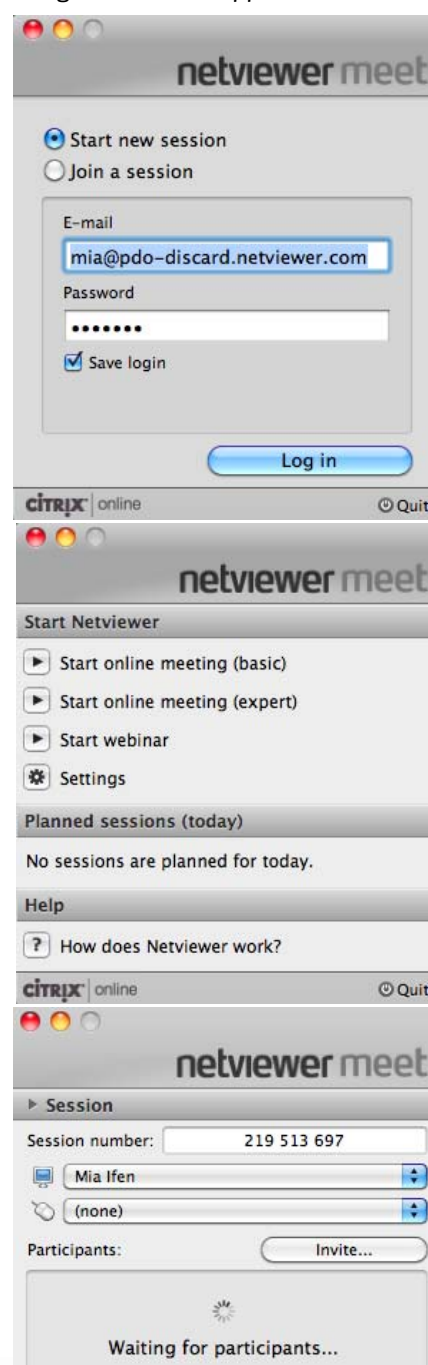 netviewer meet
Start new session
Join a session
E-mail
mia@pdo-discard.netviewer.com
Password
•••••••
Save login
Log in
CITRIX online Quit
netviewer meet
Start Netviewer
Start online meeting (basic)
Start online meeting (expert)
Start webinar
Settings
Planned sessions (today)
No sessions are planned for today.
Help
? How does Netviewer work?
CITRIX online Quit
netviewer meet
Session
Session number: 219 513 697
Mia Ifen
(none)
Participants: Invite...
Waiting for participants...